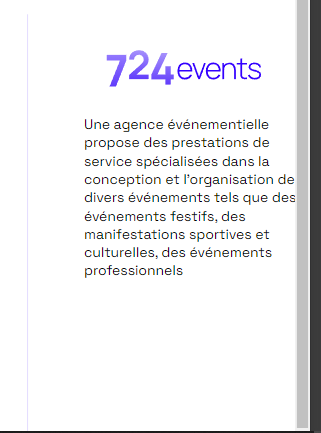 724events
Une agence événementielle
propose des prestations de
service spécialisées dans la
conception et l'organisation de
divers événements tels que des
événements festifs, des
manifestations sportives et
culturelles, des événements
professionnels